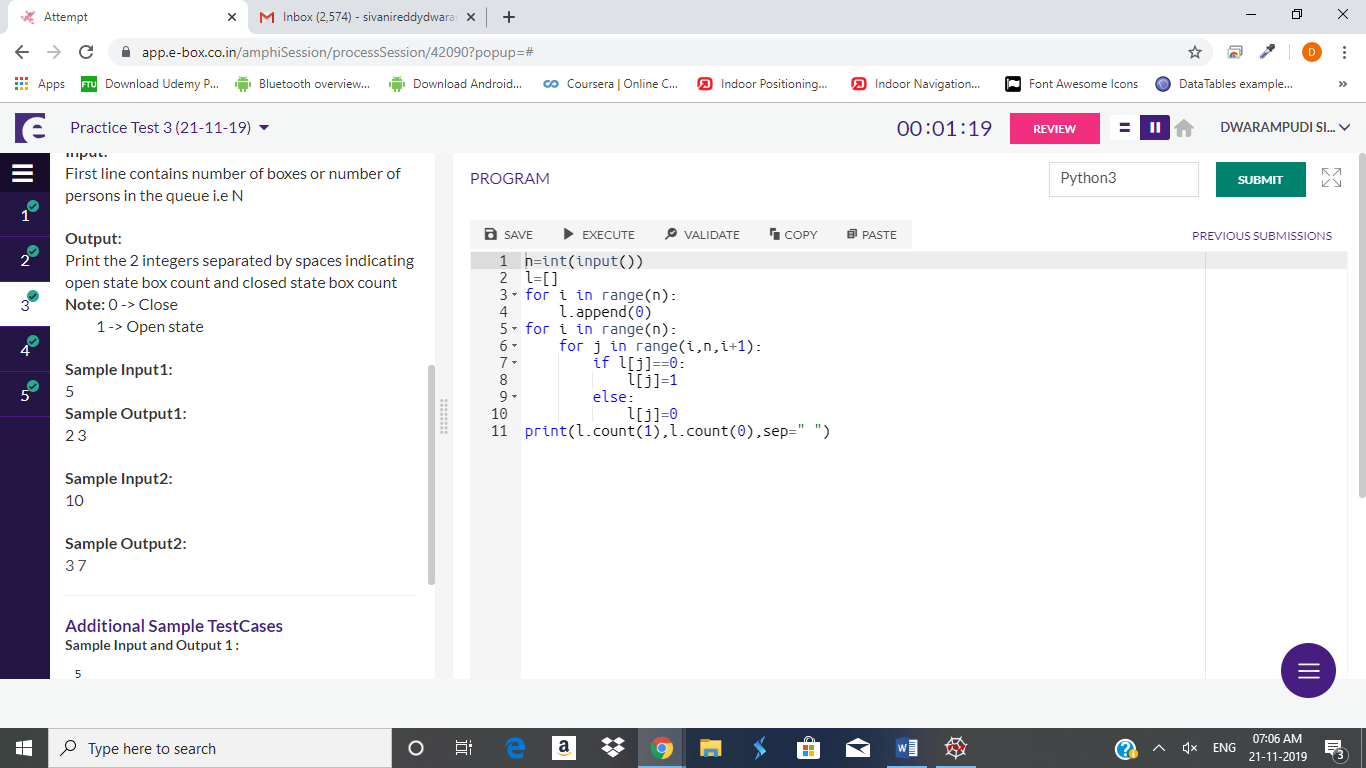 Attempt
Inbox (2,574) - sivanireddydwarar
app.e-box.co.in/amphiSession/processSession/42090?popup=#
D
Apps
FTU
Download Udemy P...
Bluetooth overview...
Download Android...
Coursera | Online C...
Indoor Positioning...
Indoor Navigation...
Font Awesome Icons
DataTables example...
»
Practice Test 3 (21-11-19)
00:01:19
REVIEW
DWARAMPUDI SI...
1
2
3
4
5
Input:
First line contains number of boxes or number of
persons in the queue i.e N
Output:
Print the 2 integers separated by spaces indicating
open state box count and closed state box count
Note: 0 -> Close
1 -> Open state
Sample Input1:
5
Sample Output1:
2 3
Sample Input2:
10
Sample Output2:
3 7
Additional Sample TestCases
Sample Input and Output 1 :
5
PROGRAM
Python3
SUBMIT
SAVE
EXECUTE
VALIDATE
COPY
PASTE
PREVIOUS SUBMISSIONS
1 n=int(input())
2 l=[]
3 for i in range(n):
4     l.append(0)
5 for i in range(n):
6     for j in range(i,n,i+1):
7         if l[j]==0:
8             l[j]=1
9         else:
10             l[j]=0
11 print(l.count(1),l.count(0),sep=" ")
Type here to search
ENG
07:06 AM
21-11-2019
3